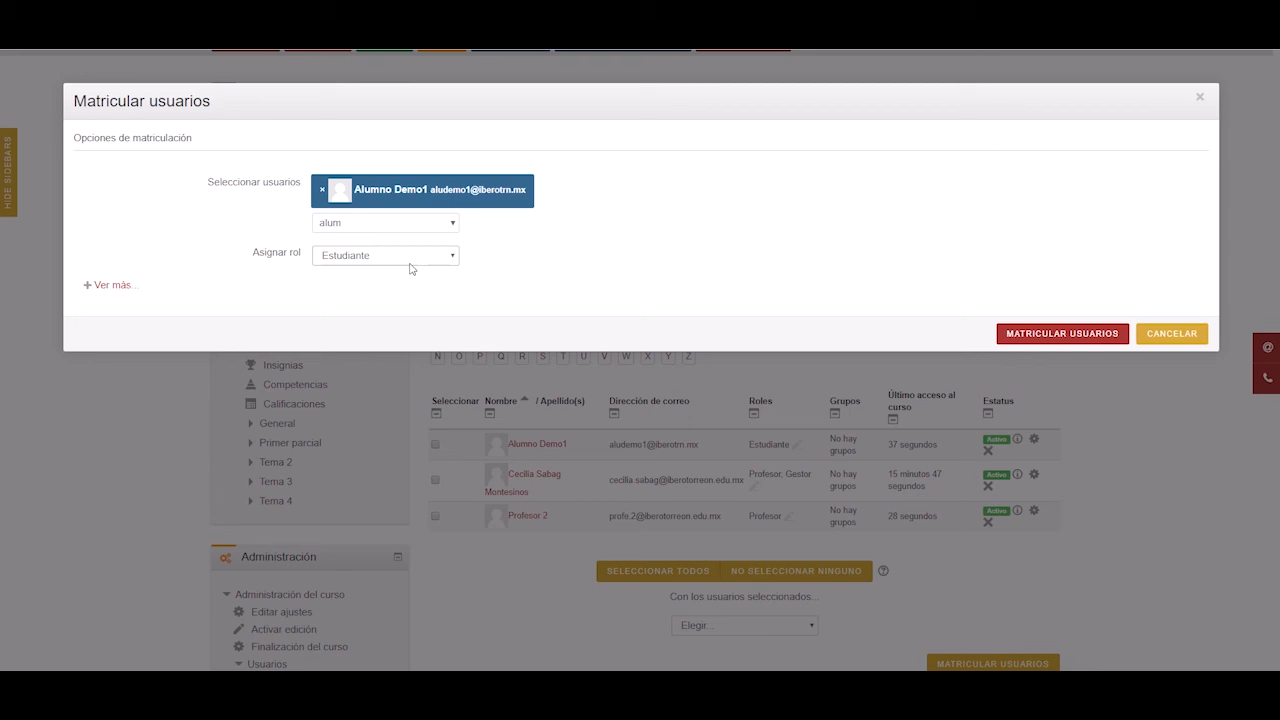 Matricular usuarios
×
Opciones de matriculación
HIDE SIDEBARS
Seleccionar usuarios
× Alumno Demo1 aludemo1@iberotrn.mx
alum
Asignar rol
Estudiante
Ver más...
MATRICULAR USUARIOS
CANCELAR
N O P Q R S T U V W X Y Z
Insignias
Competencias
Calificaciones
General
Primer parcial
Tema 2
Tema 3
Tema 4
Seleccionar Nombre / Apellido(s) Dirección de correo Roles Grupos Último acceso al curso Estatus
Alumno Demo1 aludemo1@iberotrn.mx Estudiante No hay grupos 37 segundos Activo
Cecilia Sabag Montesinos cecilia.sabag@iberotorreon.edu.mx Profesor, Gestor No hay grupos 15 minutos 47 segundos Activo
Profesor 2 profe.2@iberotorreon.edu.mx Profesor No hay grupos 28 segundos Activo
SELECCIONAR TODOS NO SELECCIONAR NINGUNO
Con los usuarios seleccionados...
Elegir...
MATRICULAR USUARIOS
Administración
Administración del curso
Editar ajustes
Activar edición
Finalización del curso
Usuarios